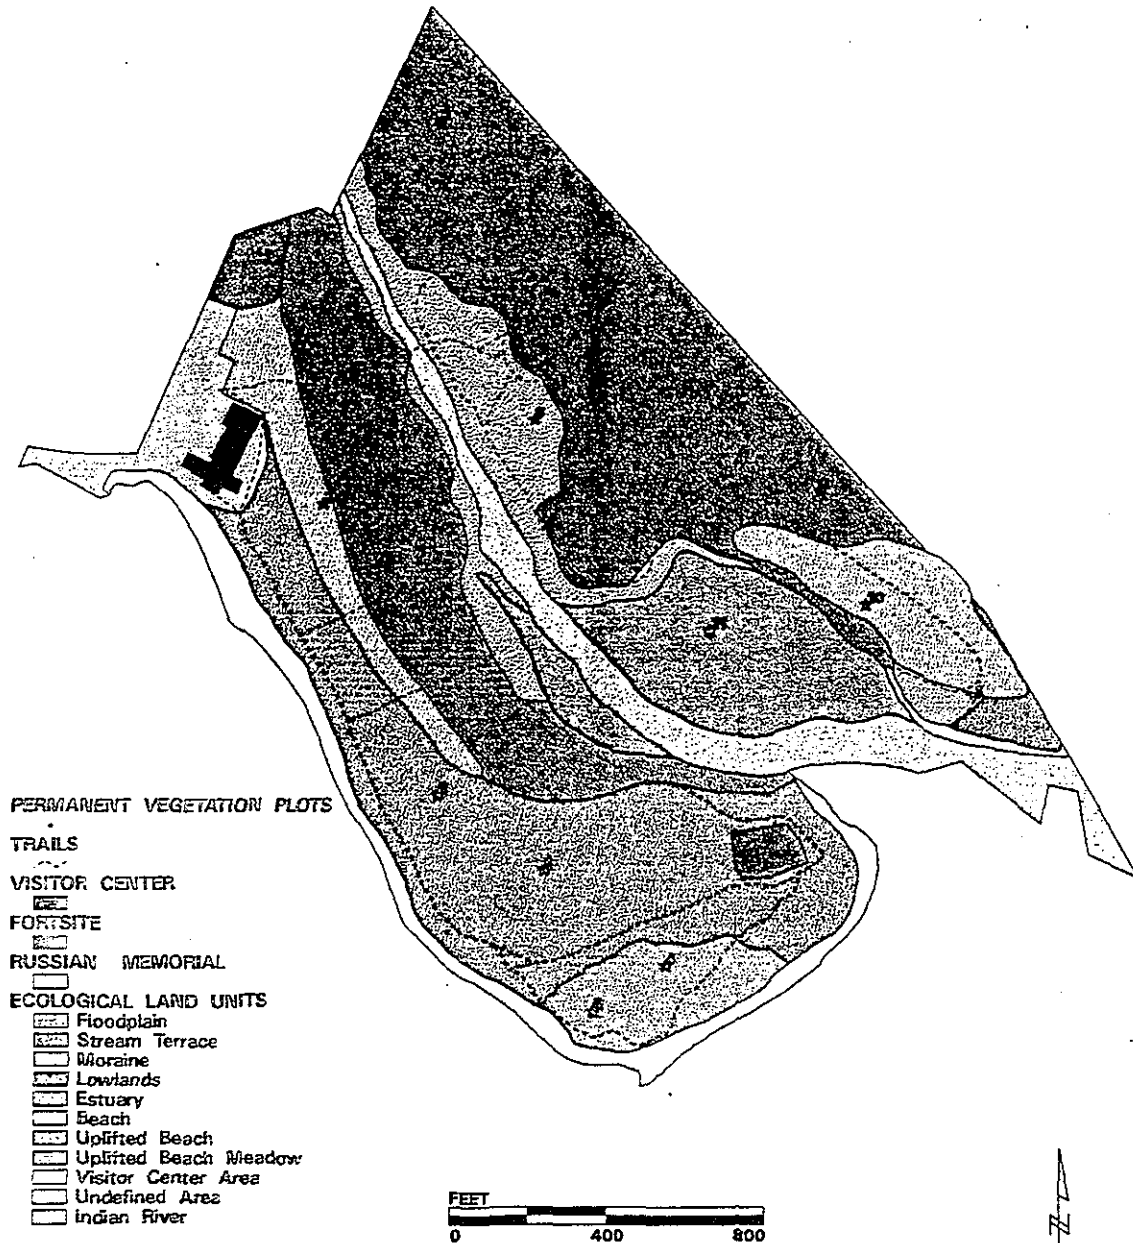 PERMANENT VEGETATION PLOTS
TRAILS
VISITOR CENTER
FORTSITE
RUSSIAN MEMORIAL
ECOLOGICAL LAND UNITS
Floodplain
Stream Terrace
Moraine
Lowlands
Estuary
Beach
Uplifted Beach
Uplifted Beach Meadow
Visitor Center Area
Undefined Area
Indian River
FEET
0 400 800
N